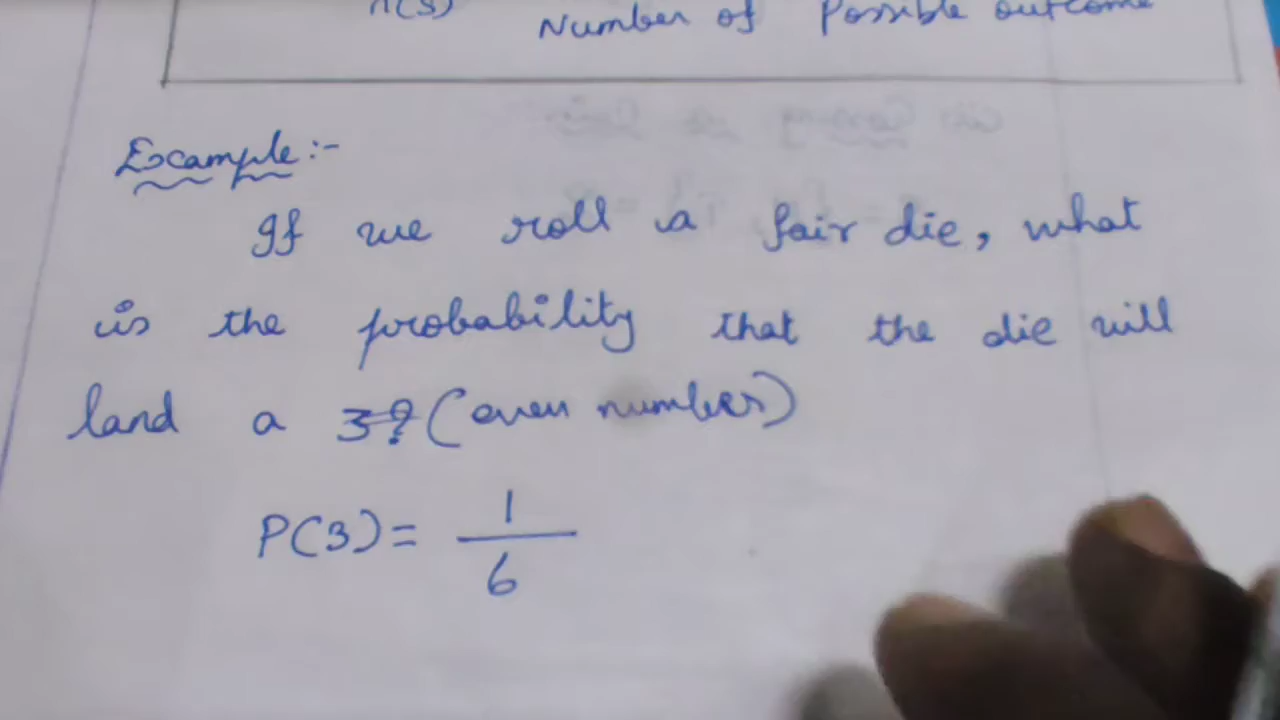 n(s) Number of Possible outcome
Example:-
If we roll a fair die, what
is the probability that the die will
land a 3? (even number)
P(3) = 1/6